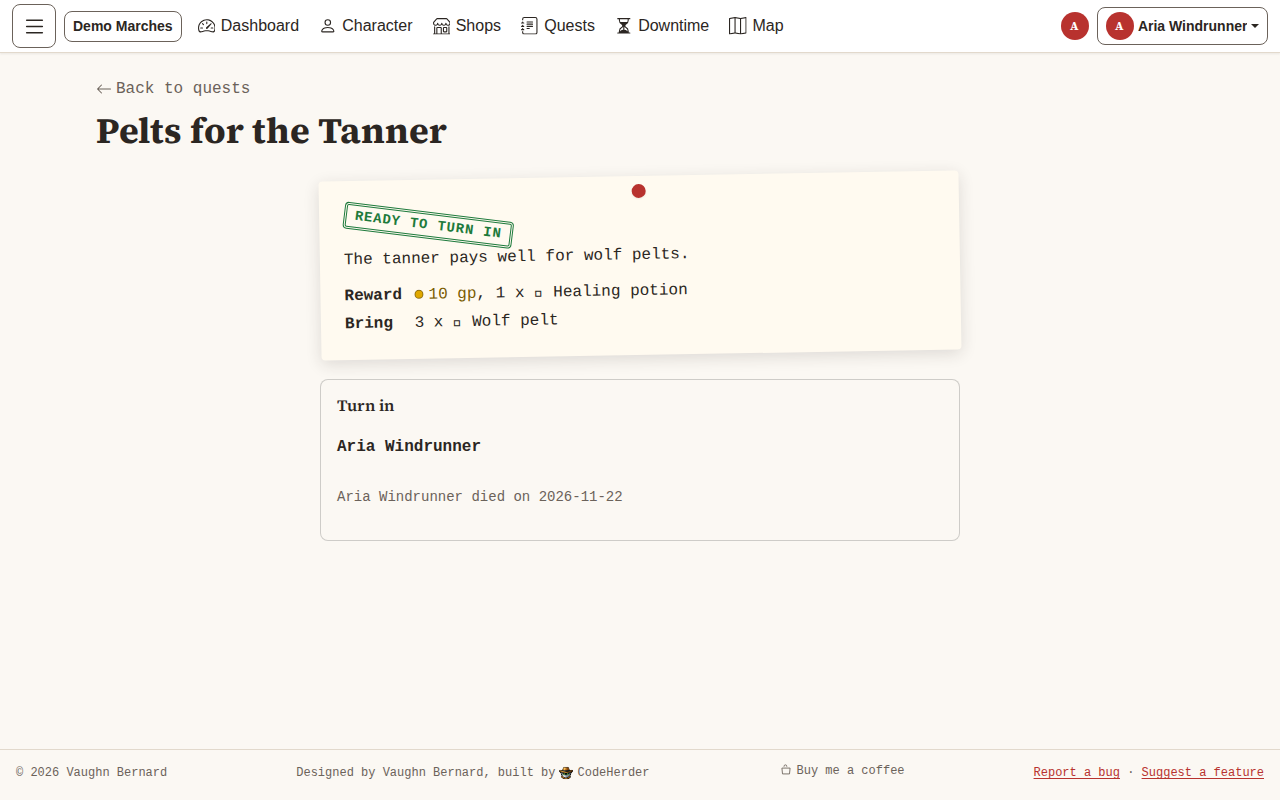 Demo Marches Dashboard Character Shops Quests Downtime Map A A Aria Windrunner
Back to quests
Pelts for the Tanner
READY TO TURN IN
The tanner pays well for wolf pelts.
Reward 10 gp, 1 x Healing potion
Bring 3 x Wolf pelt
Turn in
Aria Windrunner
Aria Windrunner died on 2026-11-22
© 2026 Vaughn Bernard Designed by Vaughn Bernard, built by CodeHerder Buy me a coffee Report a bug · Suggest a feature